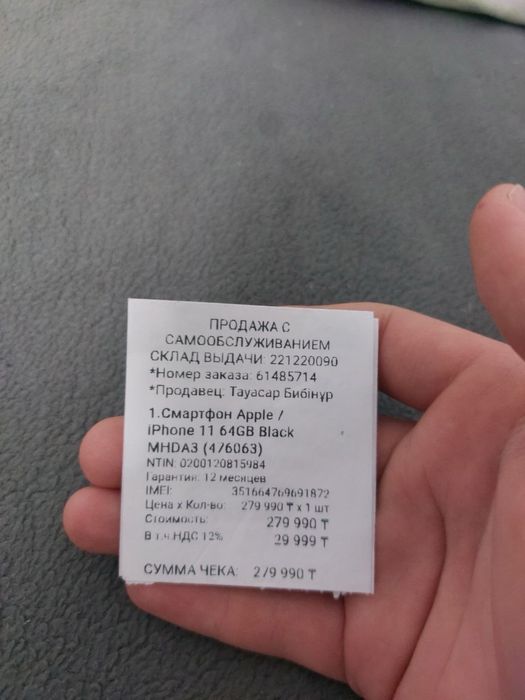 ПРОДАЖА С
САМООБСЛУЖИВАНИЕМ
СКЛАД ВЫДАЧИ: 221220090
*Номер заказа: 61485714
*Продавец: Тауасар Бибінұр
1.Смартфон Apple /
iPhone 11 64GB Black
MHDA3 (476063)
NTIN: 0200120815984
Гарантия: 12 месяцев
IMEI: 351664769691872
Цена х Кол-во: 279 990 ₸ х 1 шт
Стоимость: 279 990 ₸
В т.ч.НДС 12% 29 999 ₸
СУММА ЧЕКА: 279 990 ₸